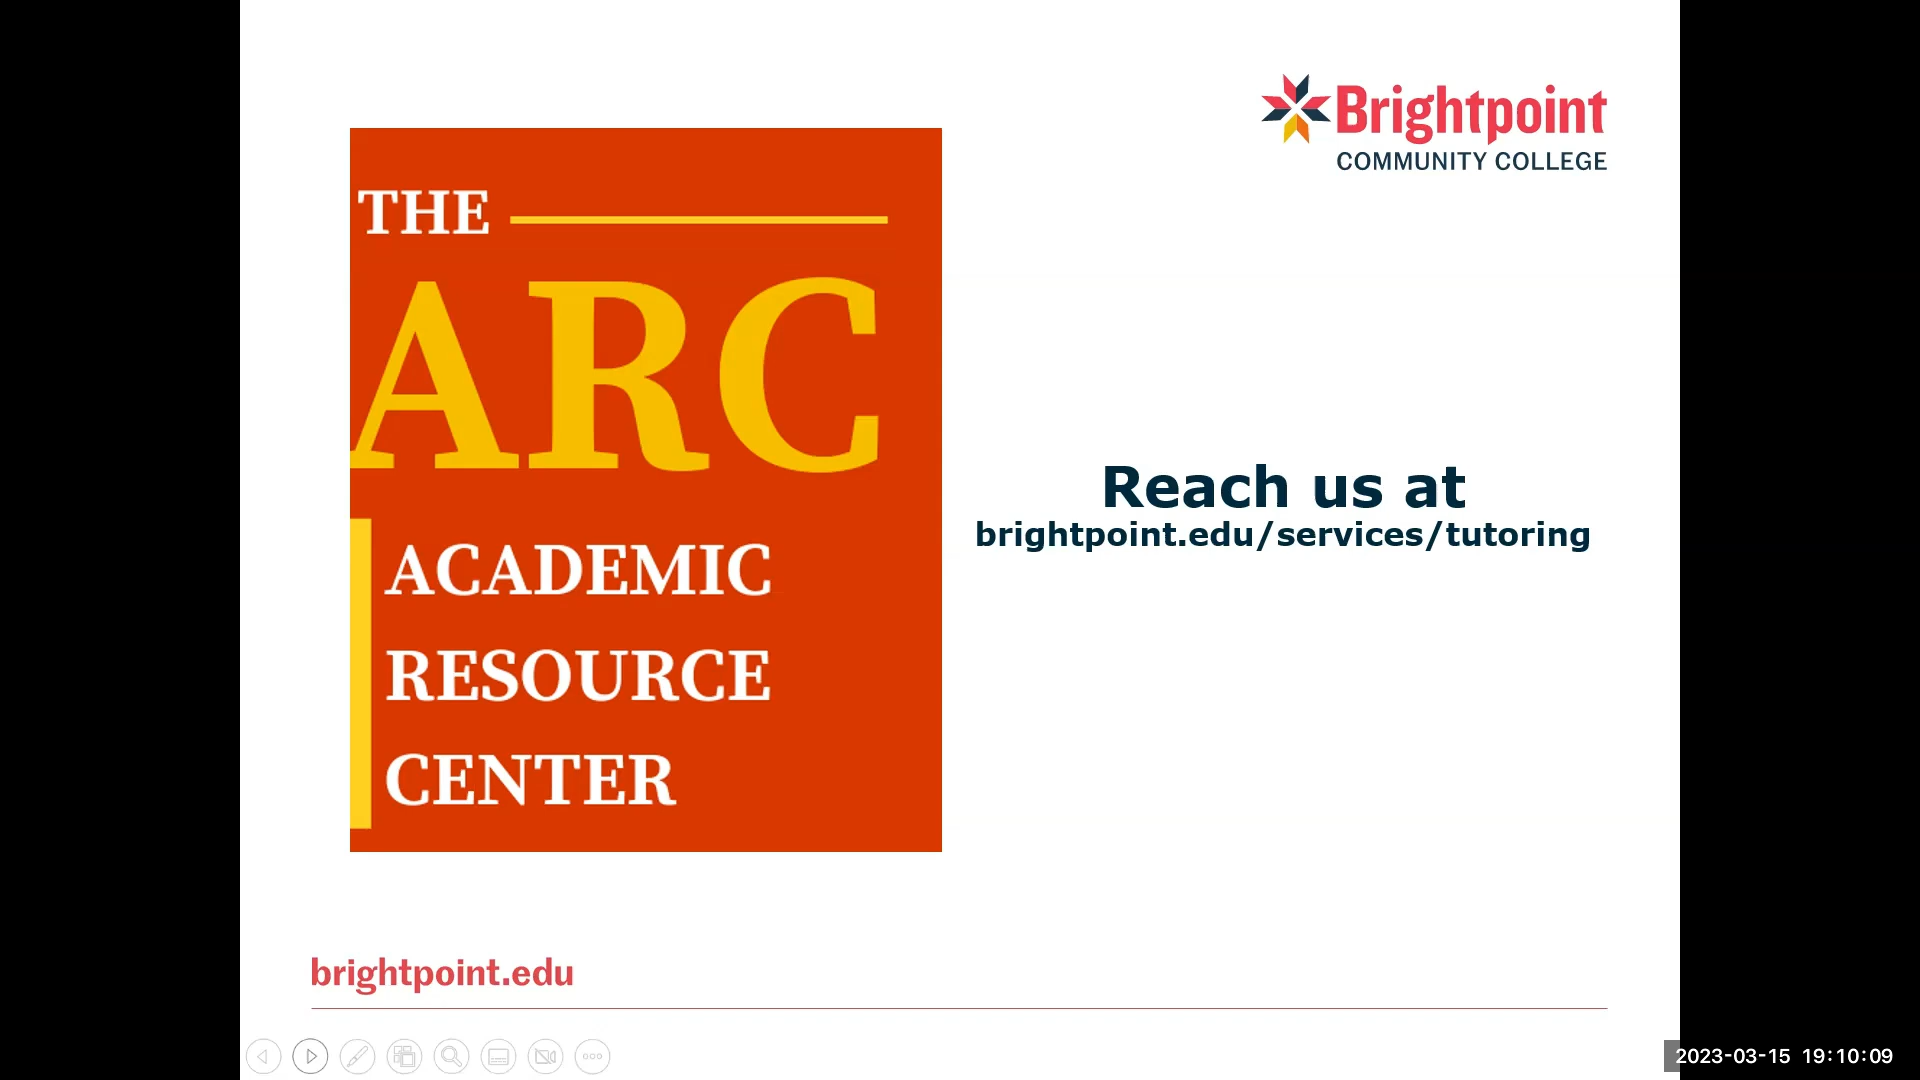 Brightpoint
COMMUNITY COLLEGE
THE
ARC
ACADEMIC
RESOURCE
CENTER
Reach us at
brightpoint.edu/services/tutoring
brightpoint.edu
2023-03-15 19:10:09